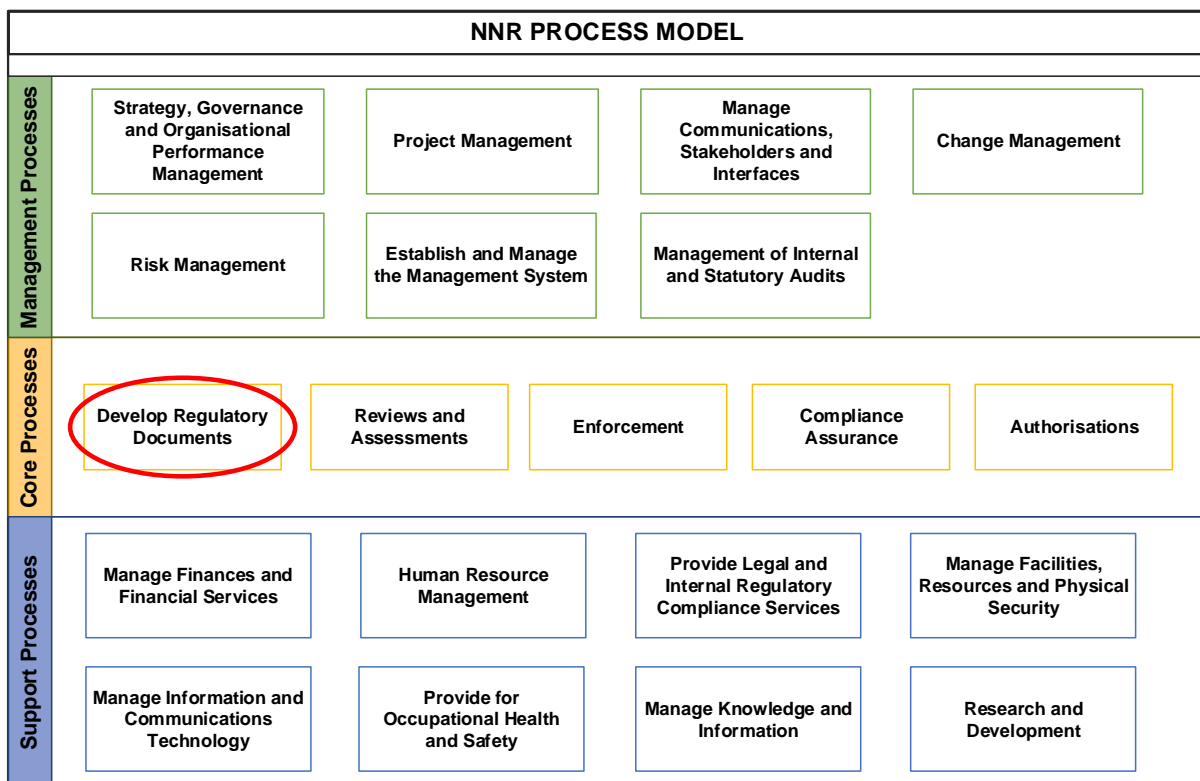 NNR PROCESS MODEL
Management Processes
Strategy, Governance
and Organisational
Performance
Management
Project Management
Manage
Communications,
Stakeholders and
Interfaces
Change Management
Risk Management
Establish and Manage
the Management System
Management of Internal
and Statutory Audits
Core Processes
Develop Regulatory
Documents
Reviews and
Assessments
Enforcement
Compliance
Assurance
Authorisations
Support Processes
Manage Finances and
Financial Services
Human Resource
Management
Provide Legal and
Internal Regulatory
Compliance Services
Manage Facilities,
Resources and Physical
Security
Manage Information and
Communications
Technology
Provide for
Occupational Health
and Safety
Manage Knowledge and
Information
Research and
Development